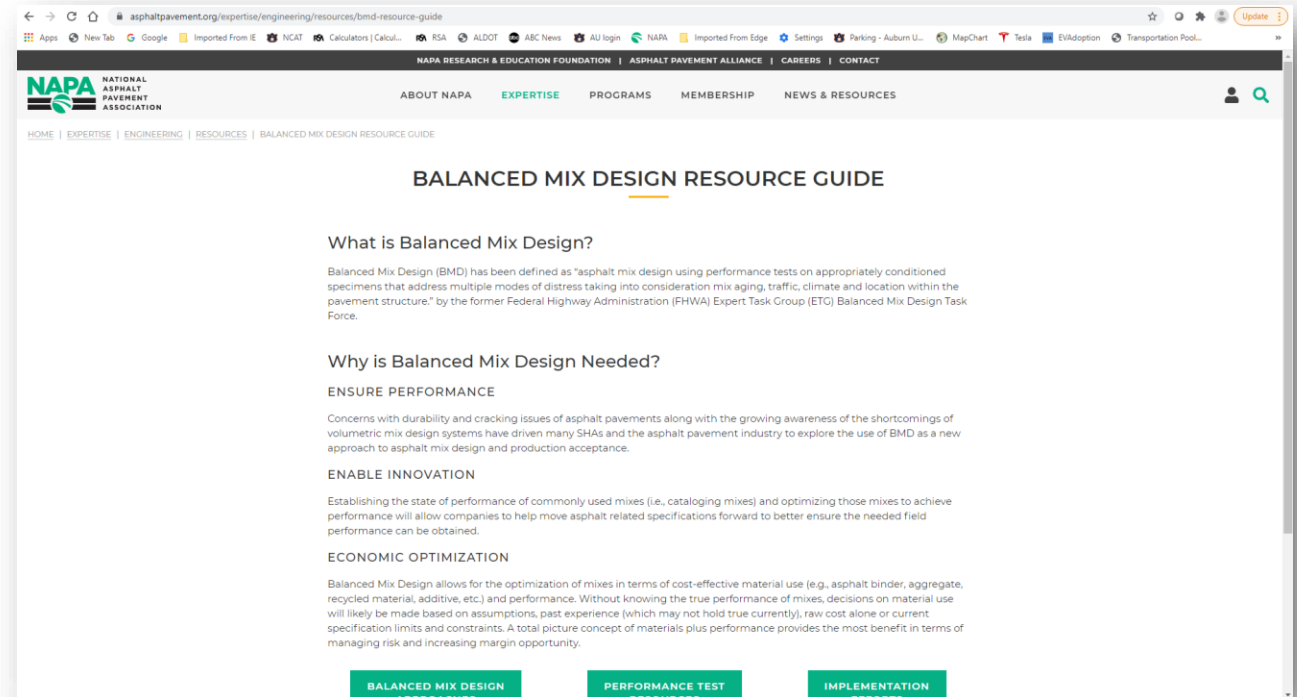 asphaltpavement.org/expertise/engineering/resources/bmd-resource-guide
Update
Apps New Tab Google Imported From IE NCAT Calculators | Calcul... RSA ALDOT ABC News AU login NAPA Imported From Edge Settings Parking - Auburn U... MapChart Tesla EVAdoption Transportation Pool... »
NAPA RESEARCH & EDUCATION FOUNDATION | ASPHALT PAVEMENT ALLIANCE | CAREERS | CONTACT
NAPA NATIONAL
ASPHALT
PAVEMENT
ASSOCIATION
ABOUT NAPA EXPERTISE PROGRAMS MEMBERSHIP NEWS & RESOURCES
HOME | EXPERTISE | ENGINEERING | RESOURCES | BALANCED MIX DESIGN RESOURCE GUIDE
BALANCED MIX DESIGN RESOURCE GUIDE
What is Balanced Mix Design?
Balanced Mix Design (BMD) has been defined as “asphalt mix design using performance tests on appropriately conditioned
specimens that address multiple modes of distress taking into consideration mix aging, traffic, climate and location within the
pavement structure.” by the former Federal Highway Administration (FHWA) Expert Task Group (ETG) Balanced Mix Design Task
Force.
Why is Balanced Mix Design Needed?
ENSURE PERFORMANCE
Concerns with durability and cracking issues of asphalt pavements along with the growing awareness of the shortcomings of
volumetric mix design systems have driven many SHAs and the asphalt pavement industry to explore the use of BMD as a new
approach to asphalt mix design and production acceptance.
ENABLE INNOVATION
Establishing the state of performance of commonly used mixes (i.e., cataloging mixes) and optimizing those mixes to achieve
performance will allow companies to help move asphalt related specifications forward to better ensure the needed field
performance can be obtained.
ECONOMIC OPTIMIZATION
Balanced Mix Design allows for the optimization of mixes in terms of cost-effective material use (e.g., asphalt binder, aggregate,
recycled material, additive, etc.) and performance. Without knowing the true performance of mixes, decisions on material use
will likely be made based on assumptions, past experience (which may not hold true currently), raw cost alone or current
specification limits and constraints. A total picture concept of materials plus performance provides the most benefit in terms of
managing risk and increasing margin opportunity.
BALANCED MIX DESIGN PERFORMANCE TEST IMPLEMENTATION